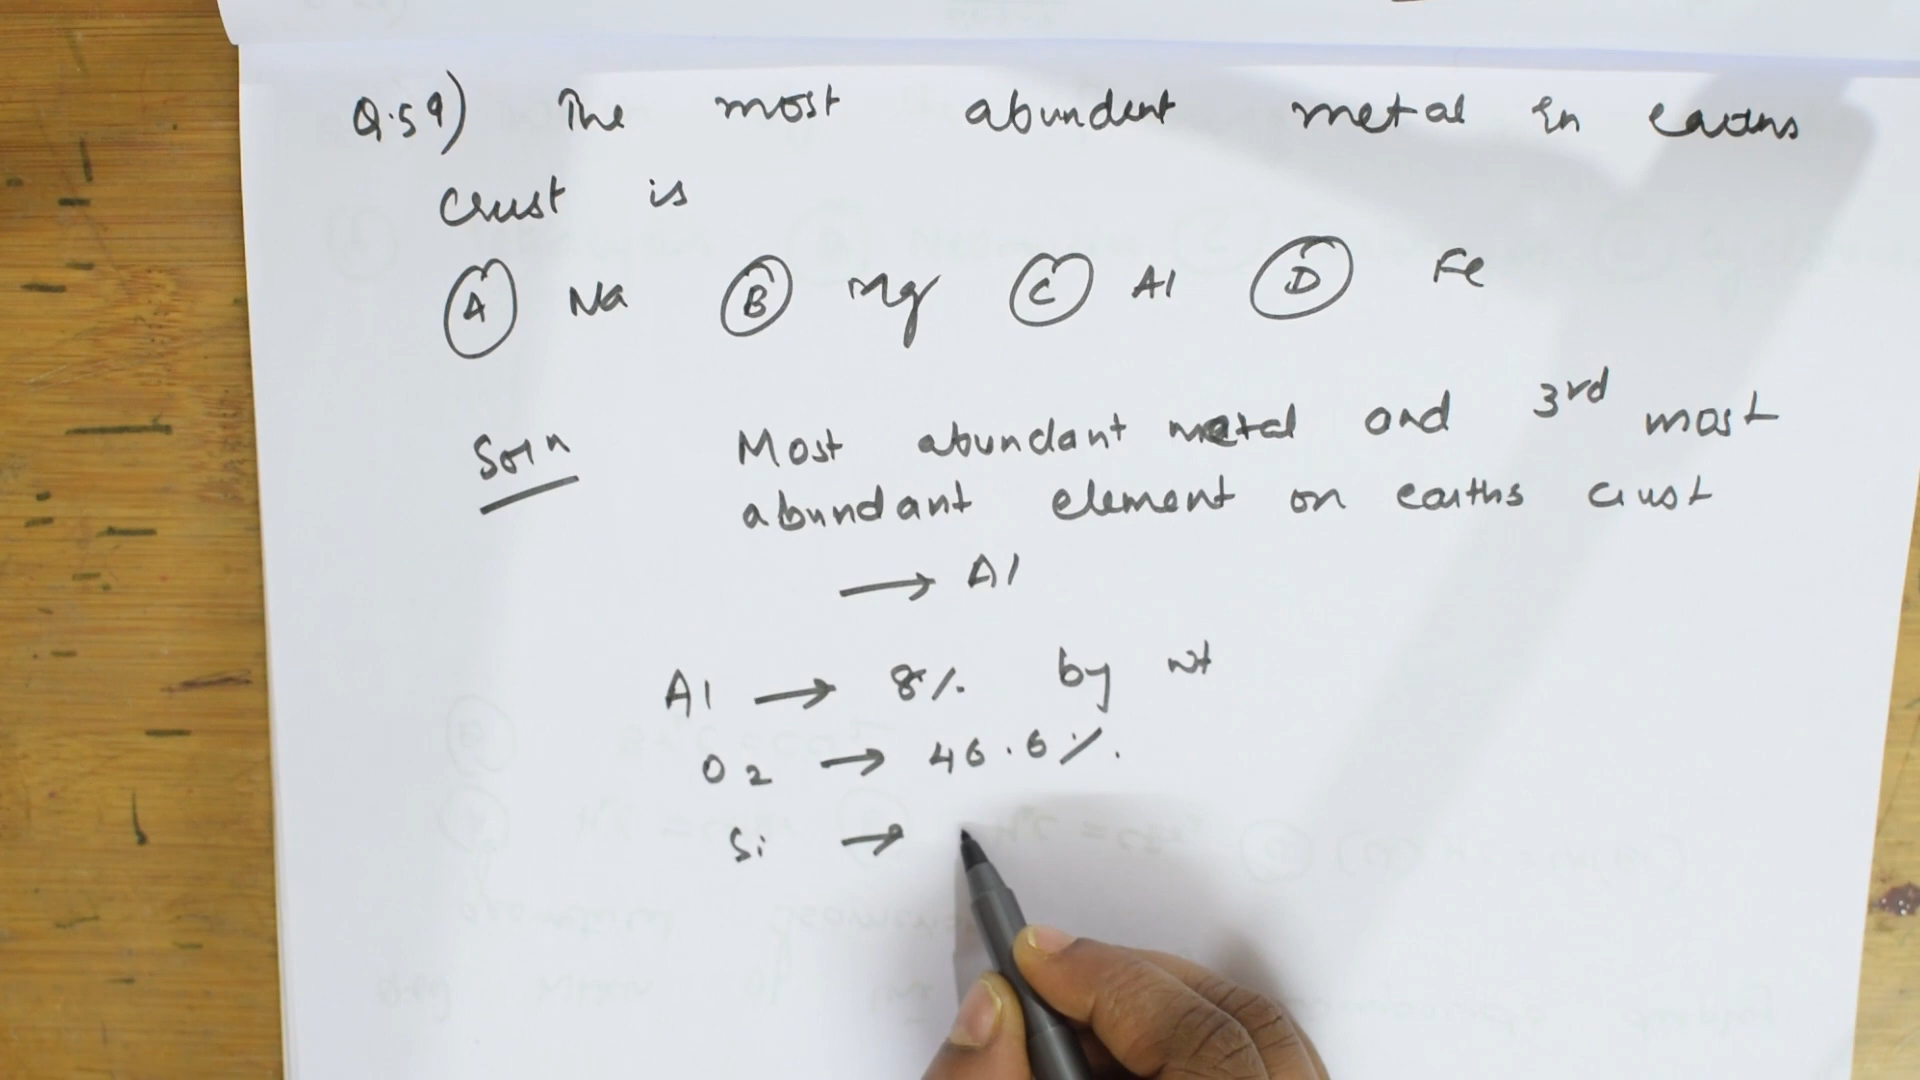 Q.59) The most abundent metal in earths
crust is
A Na B Mg C Al D Fe
Soln Most abundant metal and 3rd most
abundant element on earths crust
→ Al
Al → 8% by wt
O2 → 46.6%.
Si →